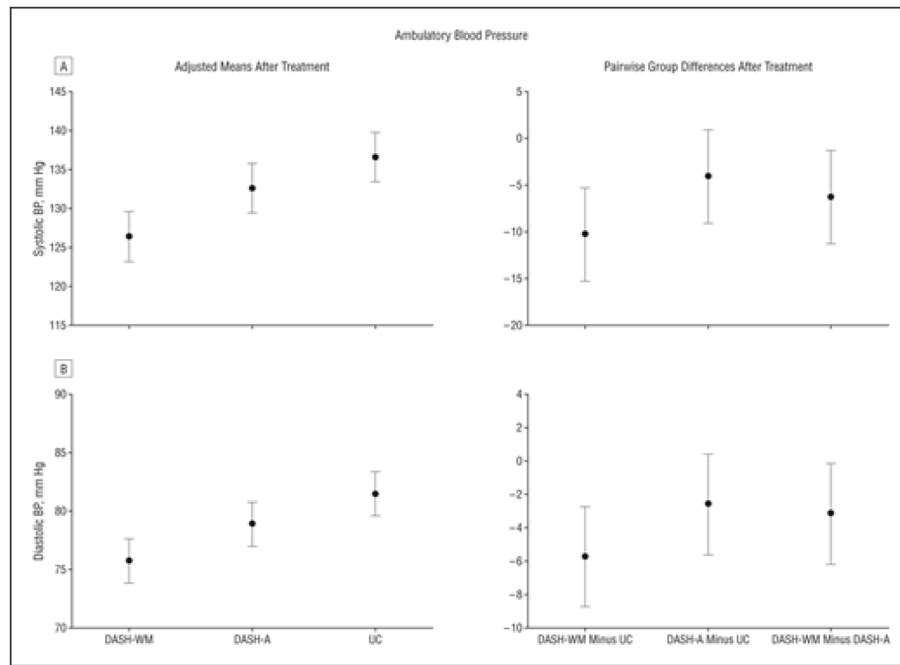 Ambulatory Blood Pressure
A
Adjusted Means After Treatment
Pairwise Group Differences After Treatment
Systolic BP, mm Hg
145
140
135
130
125
120
115
5
0
−5
−10
−15
−20
B
Diastolic BP, mm Hg
90
85
80
75
70
DASH-WM
DASH-A
UC
4
2
0
−2
−4
−6
−8
−10
DASH-WM Minus UC
DASH-A Minus UC
DASH-WM Minus DASH-A